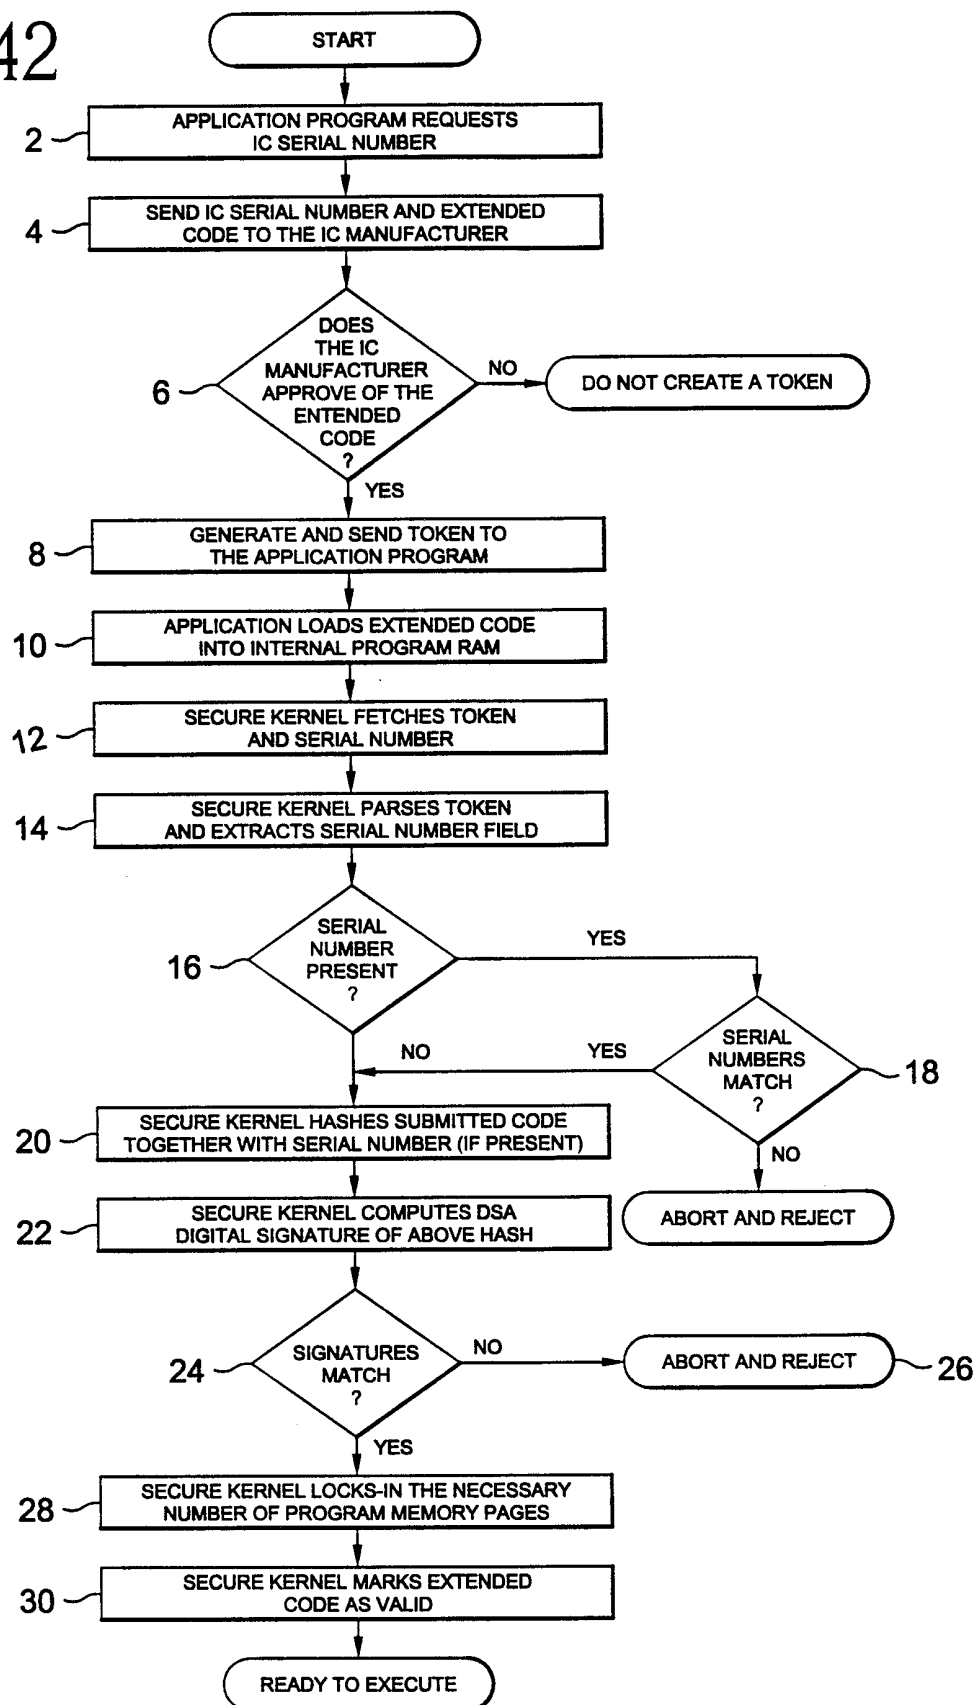 42
START
2
APPLICATION PROGRAM REQUESTS
IC SERIAL NUMBER
4
SEND IC SERIAL NUMBER AND EXTENDED
CODE TO THE IC MANUFACTURER
6
DOES
THE IC
MANUFACTURER
APPROVE OF THE
ENTENDED
CODE
?
NO
DO NOT CREATE A TOKEN
YES
8
GENERATE AND SEND TOKEN TO
THE APPLICATION PROGRAM
10
APPLICATION LOADS EXTENDED CODE
INTO INTERNAL PROGRAM RAM
12
SECURE KERNEL FETCHES TOKEN
AND SERIAL NUMBER
14
SECURE KERNEL PARSES TOKEN
AND EXTRACTS SERIAL NUMBER FIELD
16
SERIAL
NUMBER
PRESENT
?
YES
NO
SERIAL
NUMBERS
MATCH
?
18
YES
NO
ABORT AND REJECT
20
SECURE KERNEL HASHES SUBMITTED CODE
TOGETHER WITH SERIAL NUMBER (IF PRESENT)
22
SECURE KERNEL COMPUTES DSA
DIGITAL SIGNATURE OF ABOVE HASH
24
SIGNATURES
MATCH
?
NO
ABORT AND REJECT
26
YES
28
SECURE KERNEL LOCKS-IN THE NECESSARY
NUMBER OF PROGRAM MEMORY PAGES
30
SECURE KERNEL MARKS EXTENDED
CODE AS VALID
READY TO EXECUTE